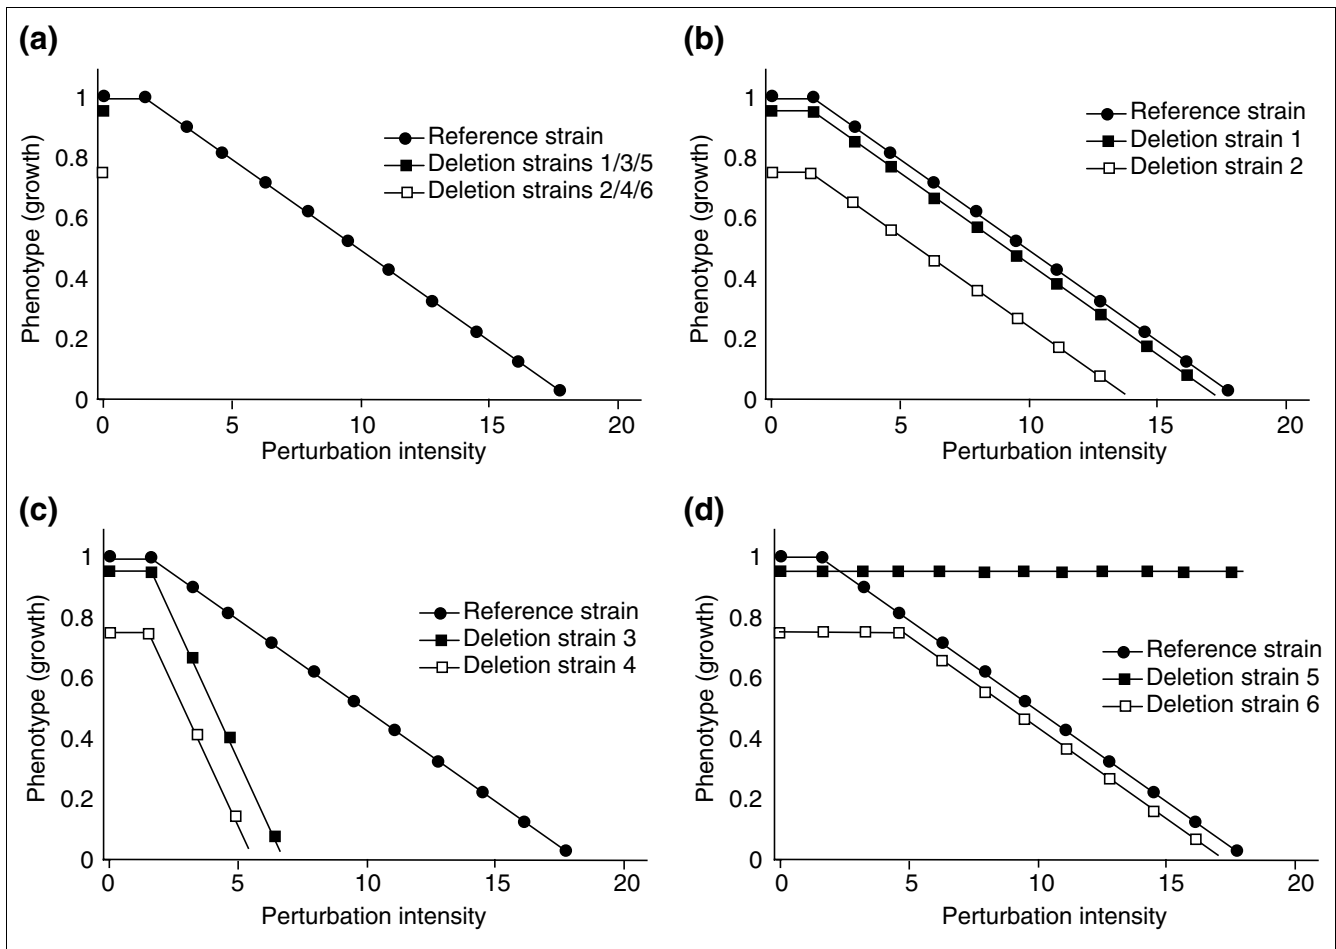 (a)
Phenotype (growth)
1
0.8
0.6
0.4
0.2
0
0 5 10 15 20
Perturbation intensity
Reference strain
Deletion strains 1/3/5
Deletion strains 2/4/6
(b)
Phenotype (growth)
1
0.8
0.6
0.4
0.2
0
0 5 10 15 20
Perturbation intensity
Reference strain
Deletion strain 1
Deletion strain 2
(c)
Phenotype (growth)
1
0.8
0.6
0.4
0.2
0
0 5 10 15 20
Perturbation intensity
Reference strain
Deletion strain 3
Deletion strain 4
(d)
Phenotype (growth)
1
0.8
0.6
0.4
0.2
0
0 5 10 15 20
Perturbation intensity
Reference strain
Deletion strain 5
Deletion strain 6